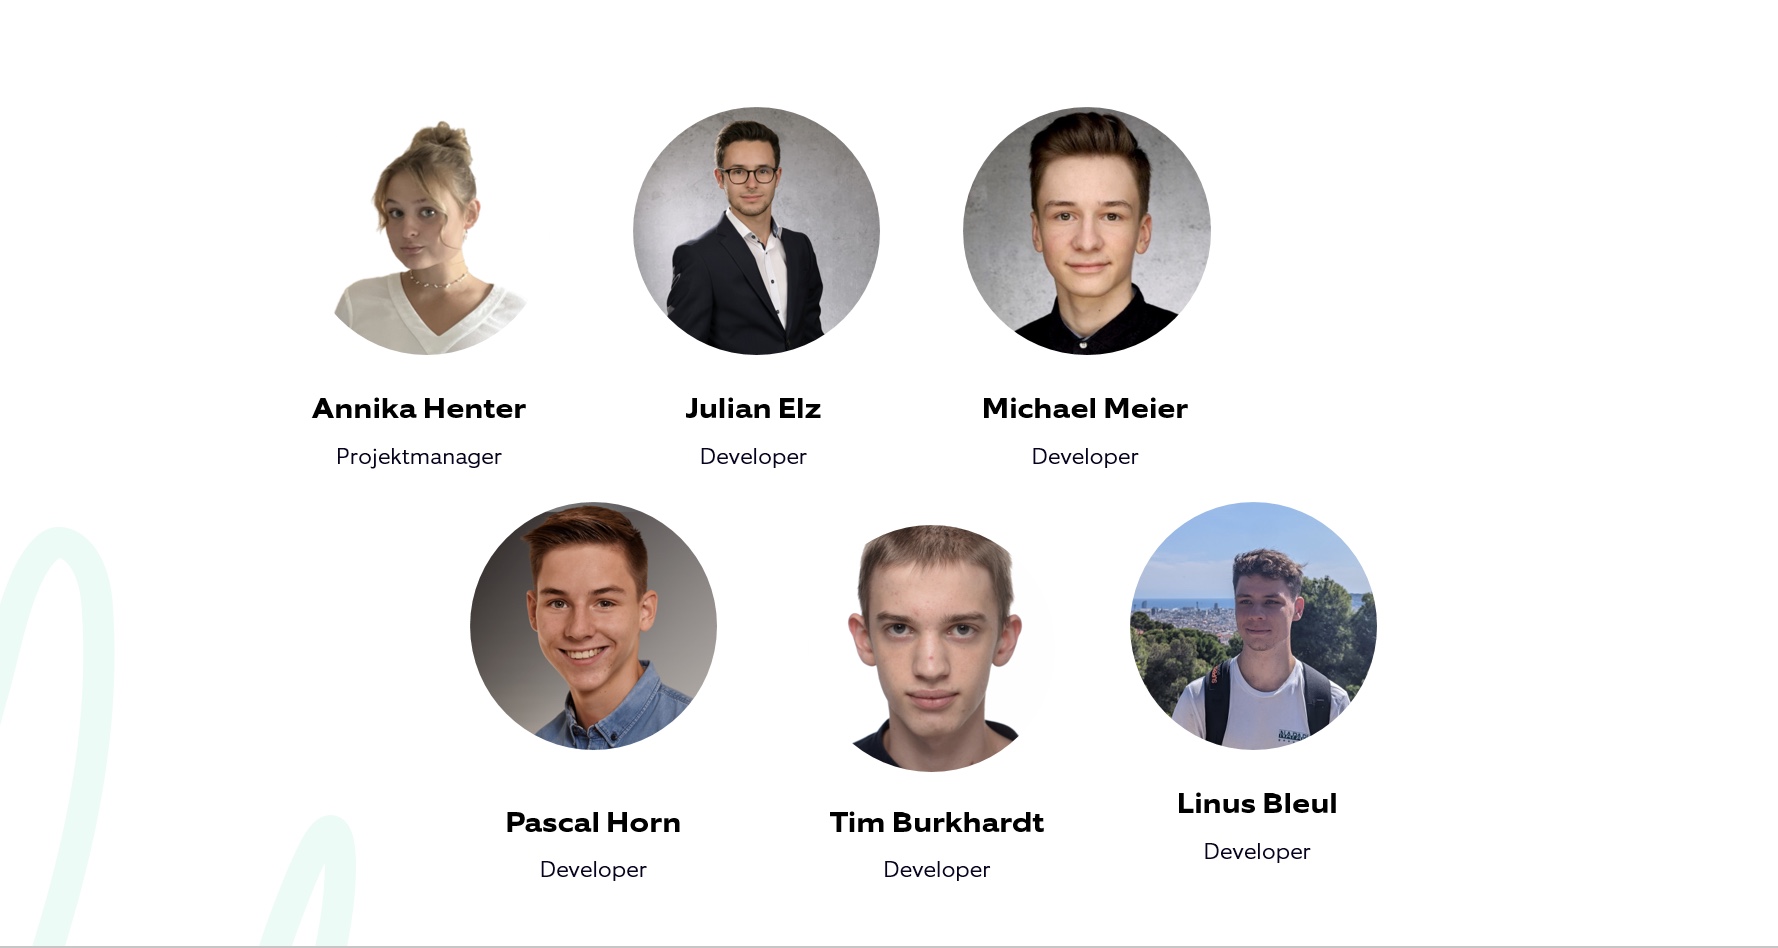 Annika Henter
Projektmanager
Julian Elz
Developer
Michael Meier
Developer
Pascal Horn
Developer
Tim Burkhardt
Developer
Linus Bleul
Developer